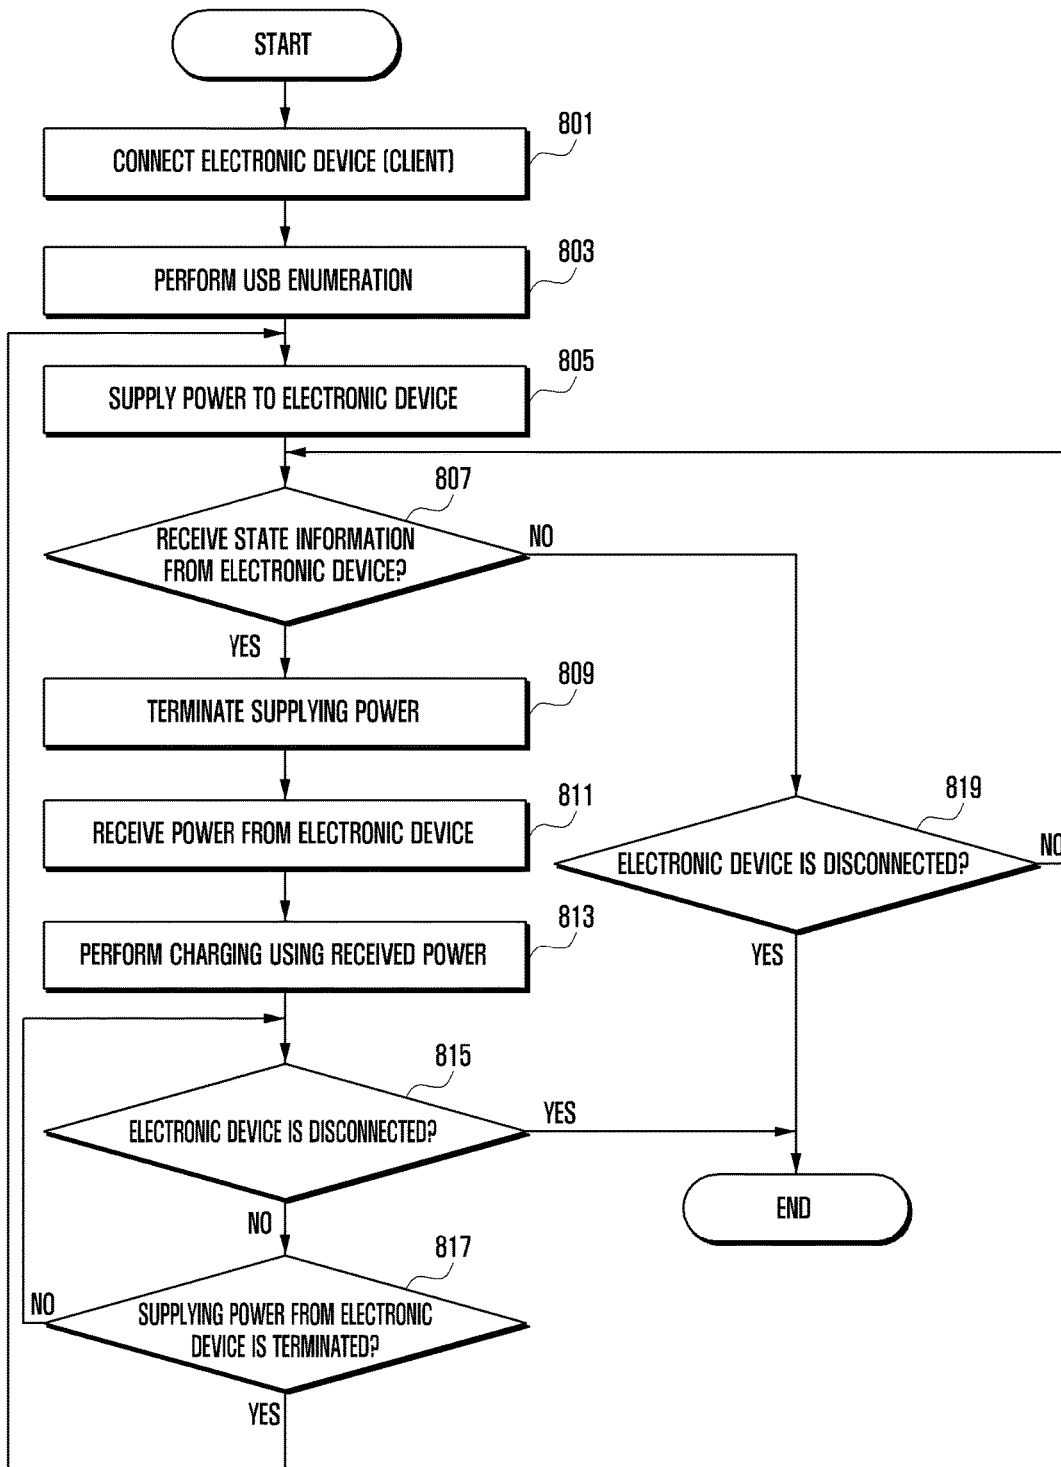 START
801
CONNECT ELECTRONIC DEVICE (CLIENT)
803
PERFORM USB ENUMERATION
805
SUPPLY POWER TO ELECTRONIC DEVICE
807
RECEIVE STATE INFORMATION
FROM ELECTRONIC DEVICE?
NO
YES
809
TERMINATE SUPPLYING POWER
811
RECEIVE POWER FROM ELECTRONIC DEVICE
819
ELECTRONIC DEVICE IS DISCONNECTED?
NO
YES
813
PERFORM CHARGING USING RECEIVED POWER
815
ELECTRONIC DEVICE IS DISCONNECTED?
YES
NO
END
817
SUPPLYING POWER FROM ELECTRONIC
DEVICE IS TERMINATED?
NO
YES